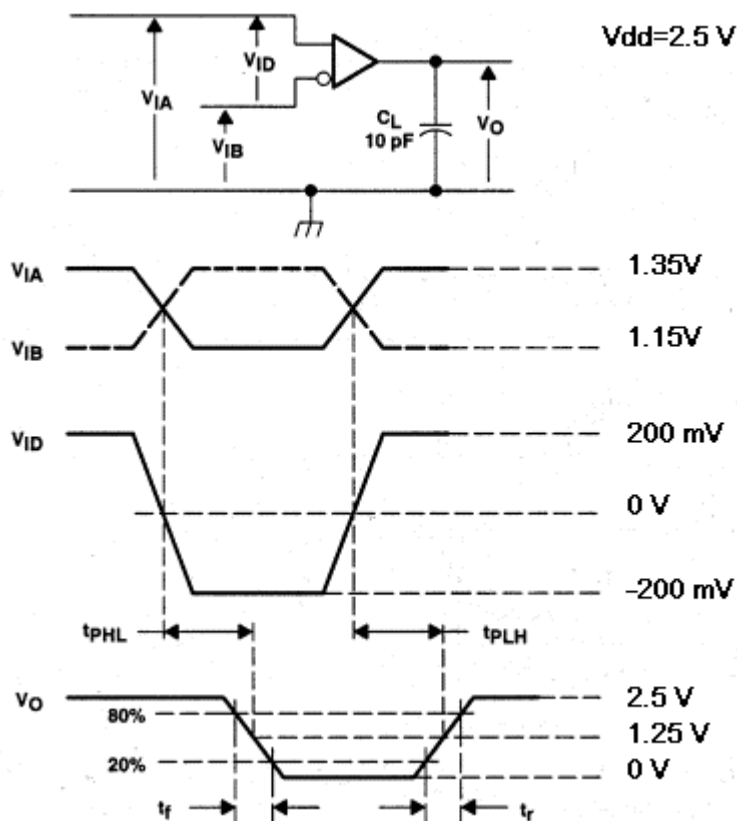 Vdd=2.5 V
VID
VIA
VIB
CL
10 pF
VO
VIA
1.35V
VIB
1.15V
VID
200 mV
0 V
–200 mV
tPHL
tPLH
VO
2.5 V
80%
1.25 V
20%
0 V
tf
tr